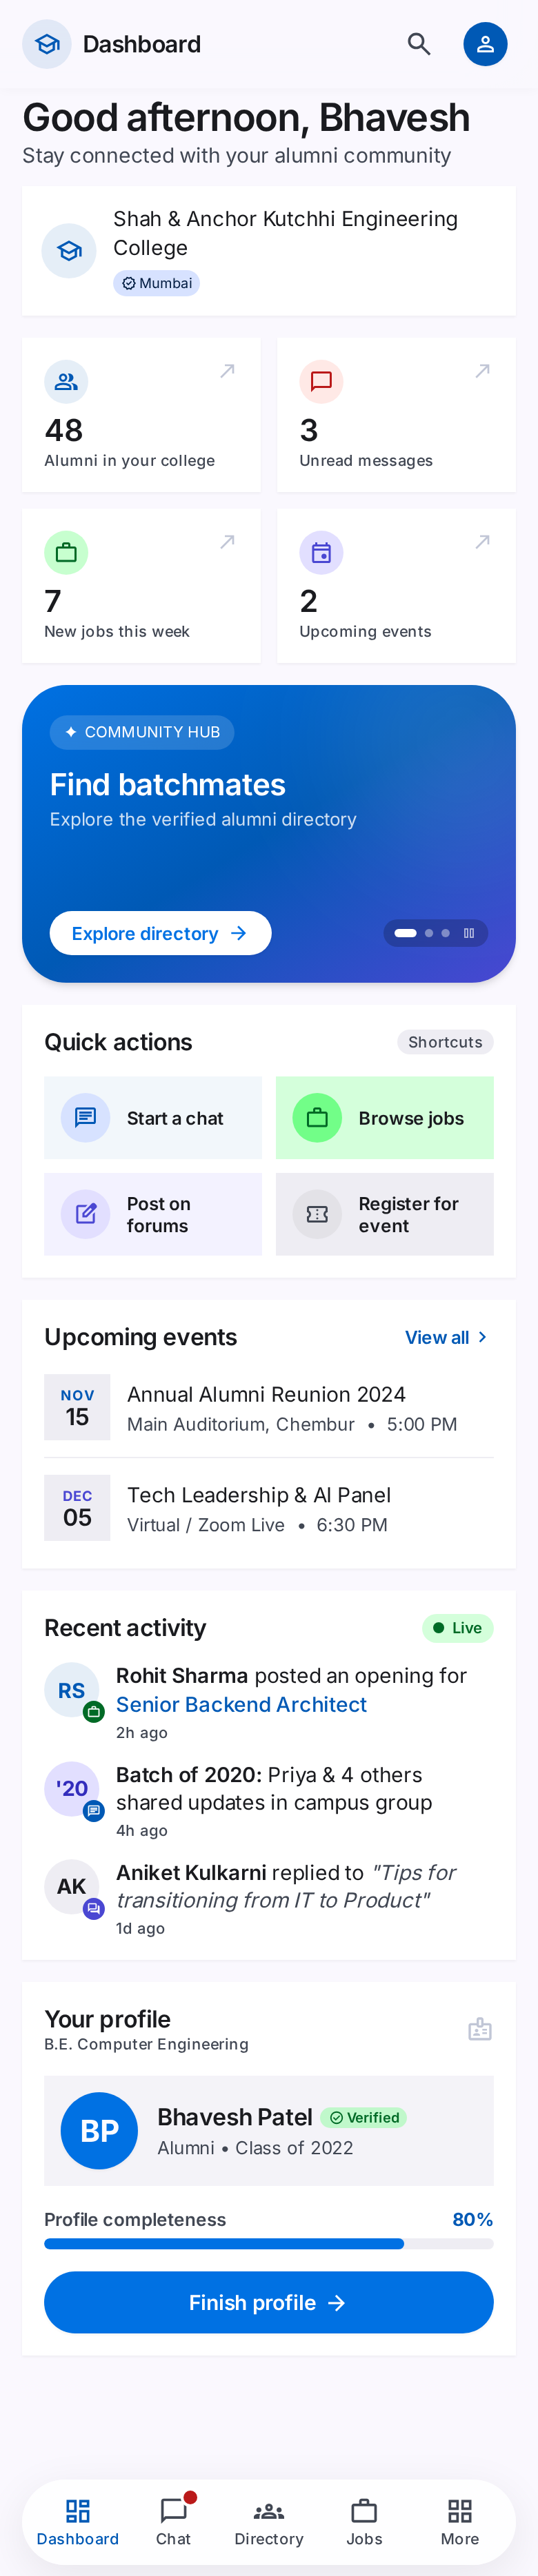 Dashboard
Good afternoon, Bhavesh
Stay connected with your alumni community
Shah & Anchor Kutchhi Engineering
College
Mumbai
48
Alumni in your college
3
Unread messages
7
New jobs this week
2
Upcoming events
COMMUNITY HUB
Find batchmates
Explore the verified alumni directory
Explore directory
Quick actions
Shortcuts
Start a chat
Browse jobs
Post on
forums
Register for
event
Upcoming events
View all
NOV
15
Annual Alumni Reunion 2024
Main Auditorium, Chembur • 5:00 PM
DEC
05
Tech Leadership & AI Panel
Virtual / Zoom Live • 6:30 PM
Recent activity
Live
RS
Rohit Sharma posted an opening for
Senior Backend Architect
2h ago
'20
Batch of 2020: Priya & 4 others
shared updates in campus group
4h ago
AK
Aniket Kulkarni replied to "Tips for
transitioning from IT to Product"
1d ago
Your profile
B.E. Computer Engineering
BP
Bhavesh Patel
Verified
Alumni • Class of 2022
Profile completeness
80%
Finish profile
Dashboard
Chat
Directory
Jobs
More